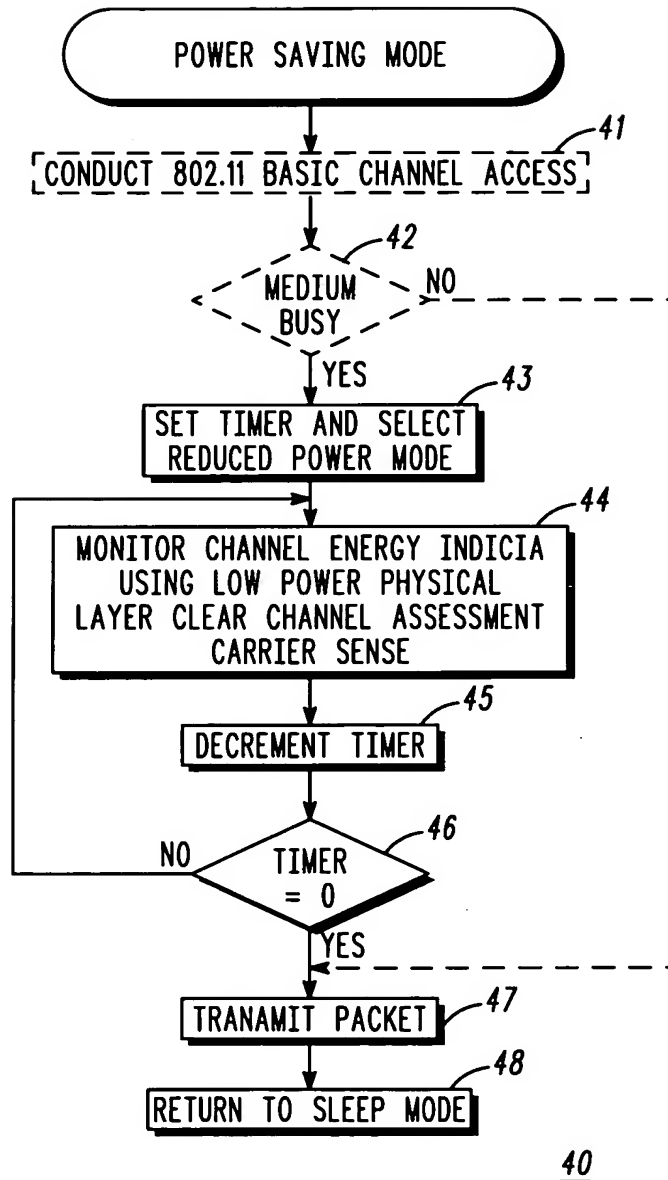 POWER SAVING MODE
41
CONDUCT 802.11 BASIC CHANNEL ACCESS
42
MEDIUM
BUSY
NO
YES
43
SET TIMER AND SELECT
REDUCED POWER MODE
44
MONITOR CHANNEL ENERGY INDICIA
USING LOW POWER PHYSICAL
LAYER CLEAR CHANNEL ASSESSMENT
CARRIER SENSE
45
DECREMENT TIMER
46
NO
TIMER
= 0
YES
47
TRANAMIT PACKET
48
RETURN TO SLEEP MODE
40